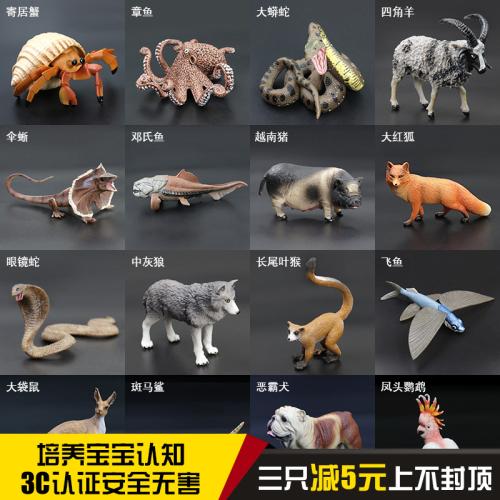 寄居蟹
章鱼
大蟒蛇
四角羊
伞蜥
邓氏鱼
越南猪
大红狐
眼镜蛇
中灰狼
长尾叶猴
飞鱼
大袋鼠
斑马鲨
恶霸犬
凤头鹦鹉
培养宝宝认知
3C认证安全无害
三只减5元上不封顶